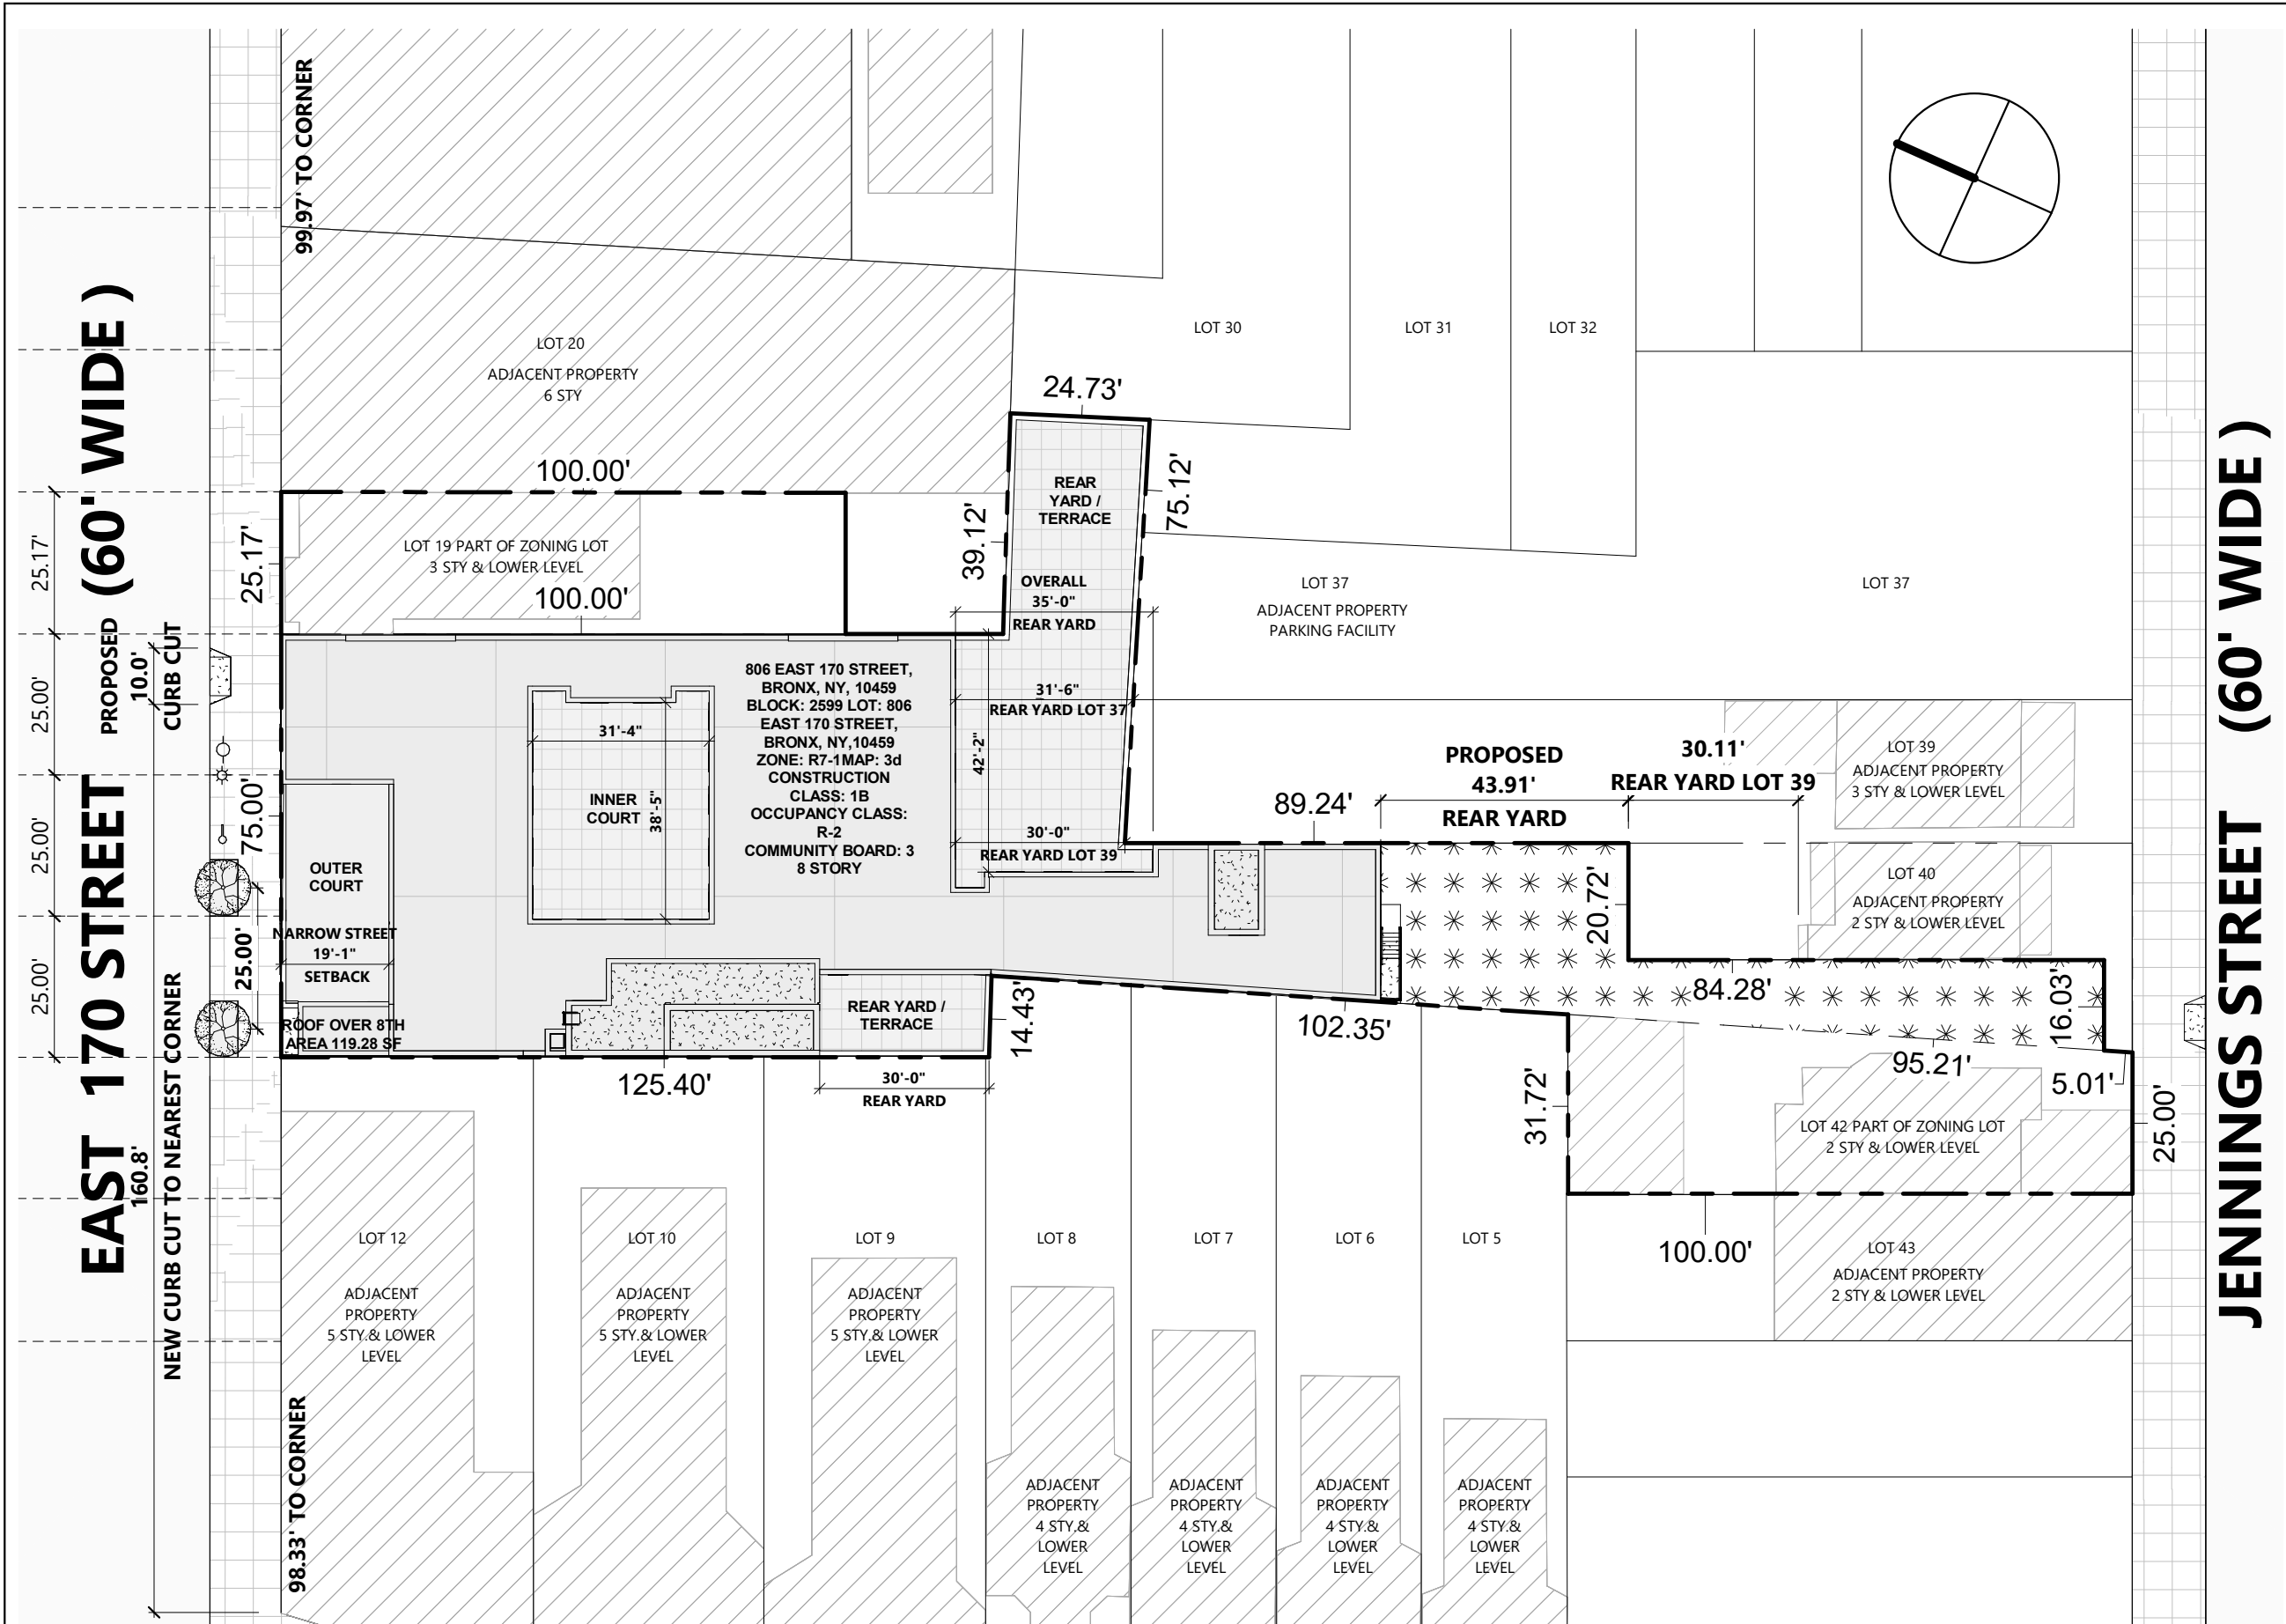 EAST 170 STREET (60' WIDE )
JENNINGS STREET (60' WIDE )
99.97' TO CORNER
98.33' TO CORNER
25.17'
25.00'
25.00'
25.00'
PROPOSED
10.0'
CURB CUT
160.8'
NEW CURB CUT TO NEAREST CORNER
25.17'
75.00'
25.00'
LOT 20
ADJACENT PROPERTY
6 STY
LOT 30
LOT 31
LOT 32
100.00'
LOT 19 PART OF ZONING LOT
3 STY & LOWER LEVEL
100.00'
24.73'
39.12'
75.12'
REAR
YARD /
TERRACE
OVERALL
35'-0"
REAR YARD
LOT 37
ADJACENT PROPERTY
PARKING FACILITY
LOT 37
806 EAST 170 STREET,
BRONX, NY, 10459
BLOCK: 2599 LOT: 806
EAST 170 STREET,
BRONX, NY,10459
ZONE: R7-1MAP: 3d
CONSTRUCTION
CLASS: 1B
OCCUPANCY CLASS:
R-2
COMMUNITY BOARD: 3
8 STORY
31'-4"
INNER
COURT
38'-5"
31'-6"
REAR YARD LOT 37
42'-2"
30'-0"
REAR YARD LOT 39
89.24'
PROPOSED
43.91'
REAR YARD
30.11'
REAR YARD LOT 39
LOT 39
ADJACENT PROPERTY
3 STY & LOWER LEVEL
LOT 40
ADJACENT PROPERTY
2 STY & LOWER LEVEL
OUTER
COURT
NARROW STREET
19'-1"
SETBACK
ROOF OVER 8TH
AREA 119.28 SF
REAR YARD /
TERRACE
14.43'
102.35'
20.72'
84.28'
16.03'
95.21'
5.01'
25.00'
125.40'
30'-0"
REAR YARD
31.72'
LOT 42 PART OF ZONING LOT
2 STY & LOWER LEVEL
100.00'
LOT 43
ADJACENT PROPERTY
2 STY & LOWER LEVEL
LOT 12
ADJACENT
PROPERTY
5 STY.& LOWER
LEVEL
LOT 10
ADJACENT
PROPERTY
5 STY.& LOWER
LEVEL
LOT 9
ADJACENT
PROPERTY
5 STY.& LOWER
LEVEL
LOT 8
ADJACENT
PROPERTY
4 STY.&
LOWER
LEVEL
LOT 7
ADJACENT
PROPERTY
4 STY.&
LOWER
LEVEL
LOT 6
ADJACENT
PROPERTY
4 STY.&
LOWER
LEVEL
LOT 5
ADJACENT
PROPERTY
4 STY.&
LOWER
LEVEL